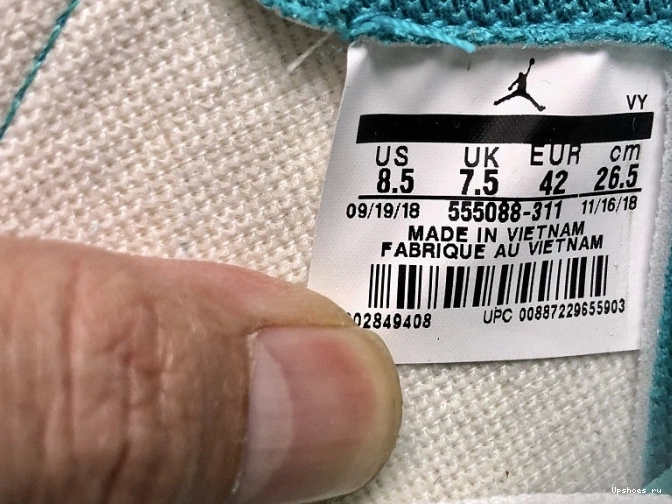 VY
US UK EUR cm
8.5 7.5 42 26.5
09/19/18 555088-311 11/16/18
MADE IN VIETNAM
FABRIQUE AU VIETNAM
02849408 UPC 00887229655903
Upshoes.ru